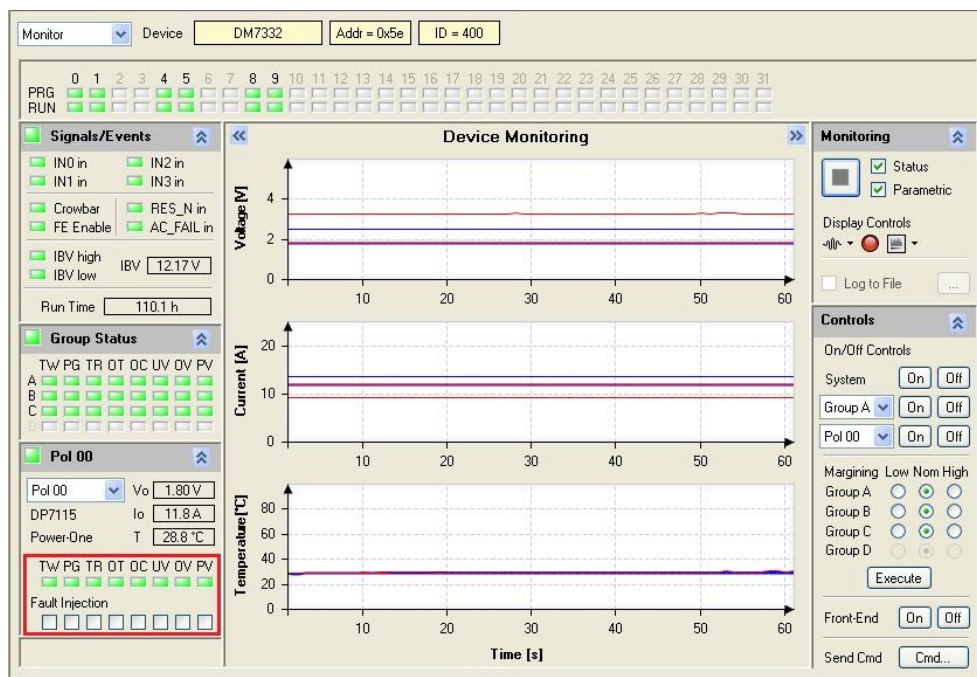 Monitor Device DM7332 Addr = 0x5e ID = 400
0 1 2 3 4 5 6 7 8 9 10 11 12 13 14 15 16 17 18 19 20 21 22 23 24 25 26 27 28 29 30 31
PRG
RUN
Signals/Events
IN0 in IN2 in
IN1 in IN3 in
Crowbar RES_N in
FE Enable AC_FAIL in
IBV high
IBV low
IBV 12.17 V
Run Time 110.1 h
Group Status
TW PG TR OT OC UV OV PV
A
B
C
D
Pol 00
Pol 00 Vo 1.80 V
DP7115 Io 11.8 A
Power-One T 28.8 °C
TW PG TR OT OC UV OV PV
Fault Injection
Device Monitoring
Voltage [V]
4
2
0
10 20 30 40 50 60
Current [A]
20
10
0
10 20 30 40 50 60
Temperature [°C]
80
60
40
20
0
10 20 30 40 50 60
Time [s]
Monitoring
Status
Parametric
Display Controls
Log to File ...
Controls
On/Off Controls
System On Off
Group A On Off
Pol 00 On Off
Margining Low Nom High
Group A
Group B
Group C
Group D
Execute
Front-End On Off
Send Cmd Cmd...